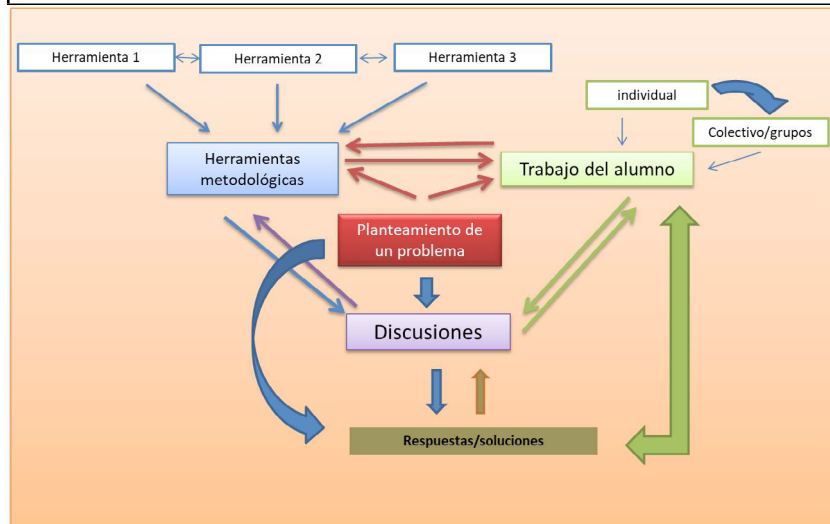 Herramienta 1
Herramienta 2
Herramienta 3
individual
Colectivo/grupos
Herramientas
metodológicas
Trabajo del alumno
Planteamiento de
un problema
Discusiones
Respuestas/soluciones